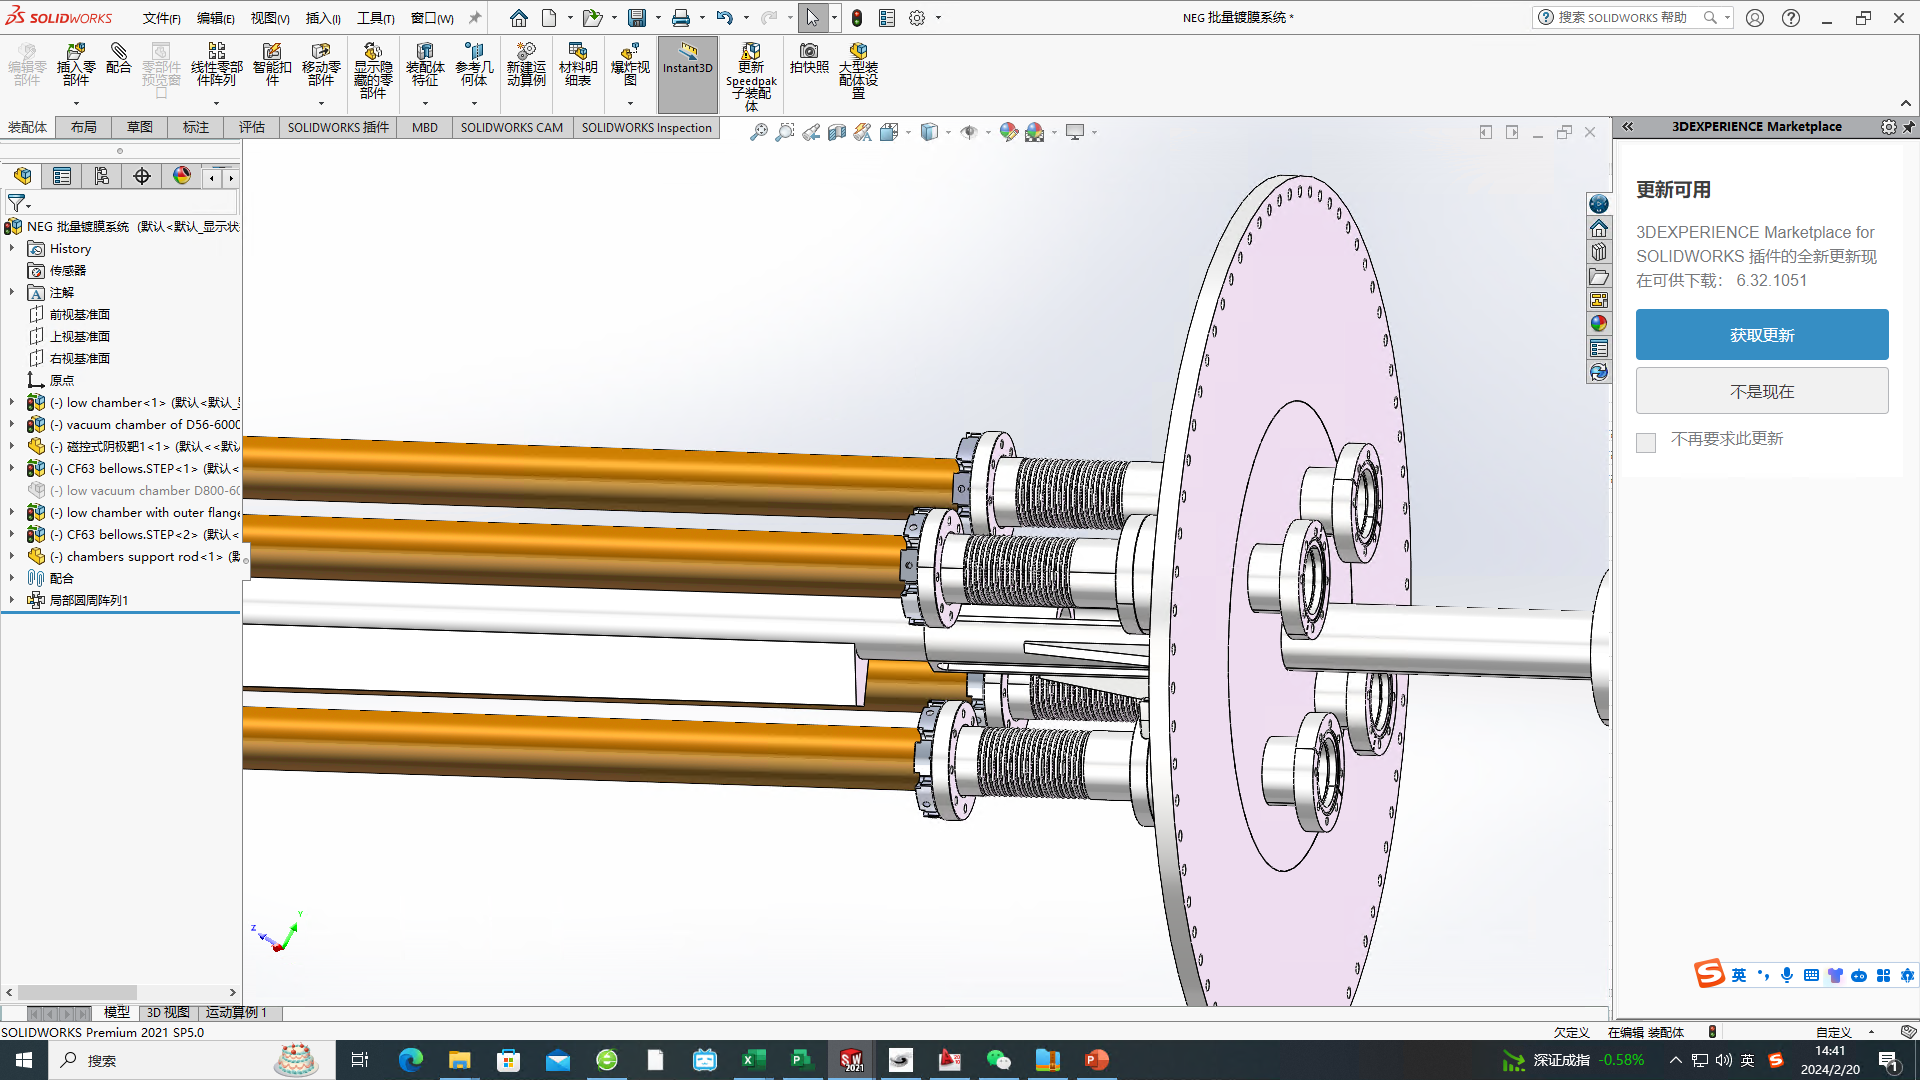 SOLIDWORKS
文件(F) 编辑(E) 视图(V) 插入(I) 工具(T) 窗口(W)
NEG 批量镀膜系统 *
搜索 SOLIDWORKS 帮助
编辑零部件
插入零部件
配合
零部件预览窗口
线性零部件阵列
智能扣件
移动零部件
显示隐藏的零部件
装配体特征
参考几何体
新建运动算例
材料明细表
爆炸视图
Instant3D
更新 Speedpak 子装配体
拍快照
大型装配体设置
装配体 布局 草图 标注 评估 SOLIDWORKS 插件 MBD SOLIDWORKS CAM SOLIDWORKS Inspection
NEG 批量镀膜系统 (默认<默认_显示状
History
传感器
注解
前视基准面
上视基准面
右视基准面
原点
(-) low chamber<1> (默认<默认_
(-) vacuum chamber of D56-6000
(-) 磁控式阴极靶1<1> (默认<<默认
(-) CF63 bellows.STEP<1> (默认<
(-) low vacuum chamber D800-60
(-) low chamber with outer flange
(-) CF63 bellows.STEP<2> (默认<
(-) chambers support rod<1> (默
配合
局部圆周阵列1
Y
Z
3DEXPERIENCE Marketplace
更新可用
3DEXPERIENCE Marketplace for
SOLIDWORKS 插件的全新更新现
在可供下载： 6.32.1051
获取更新
不是现在
不再要求此更新
英
模型 3D 视图 运动算例 1
SOLIDWORKS Premium 2021 SP5.0
欠定义 在编辑 装配体 自定义
搜索
SW 2021
深证成指 -0.58%
英
14:41
2024/2/20
1